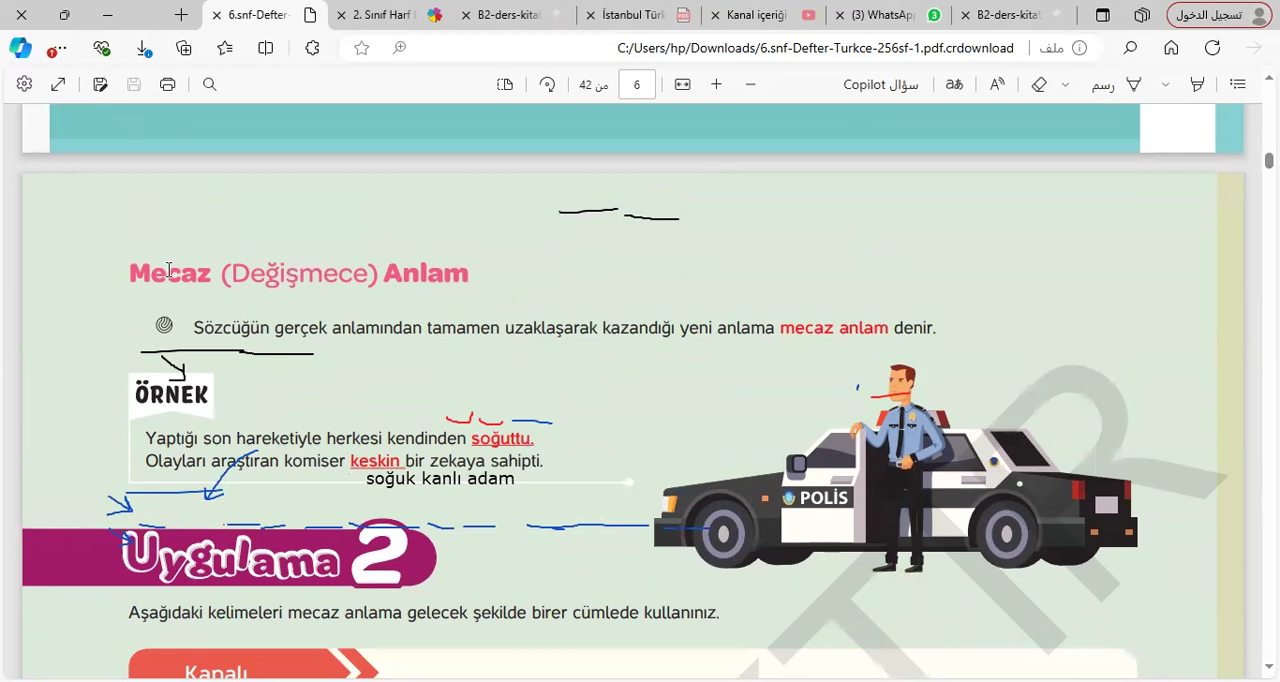 6.snf-Defter-
2. Sınıf Harf
B2-ders-kita
İstanbul Türk
Kanal içeriği
(3) WhatsApp
3
B2-ders-kita
تسجيل الدخول
C:/Users/hp/Downloads/6.snf-Defter-Turkce-256sf-1.pdf.crdownload
ملف
6
من 42
سؤال Copilot
رسم
Mecaz (Değişmece) Anlam
Sözcüğün gerçek anlamından tamamen uzaklaşarak kazandığı yeni anlama mecaz anlam denir.
ÖRNEK
Yaptığı son hareketiyle herkesi kendinden soğuttu.
Olayları araştıran komiser keskin bir zekaya sahipti.
soğuk kanlı adam
POLİS
Uygulama 2
Aşağıdaki kelimeleri mecaz anlama gelecek şekilde birer cümlede kullanınız.
Kapalı